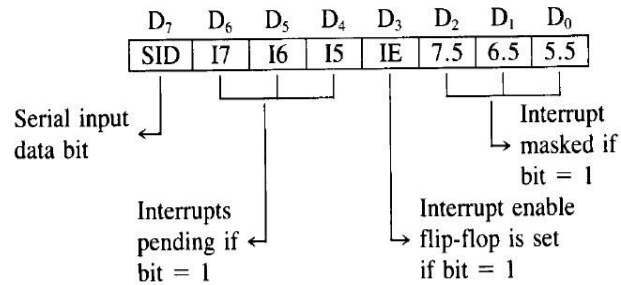 D₇ D₆ D₅ D₄ D₃ D₂ D₁ D₀
SID I7 I6 I5 IE 7.5 6.5 5.5
Serial input
data bit
Interrupt
masked if
bit = 1
Interrupts
pending if
bit = 1
Interrupt enable
flip-flop is set
if bit = 1